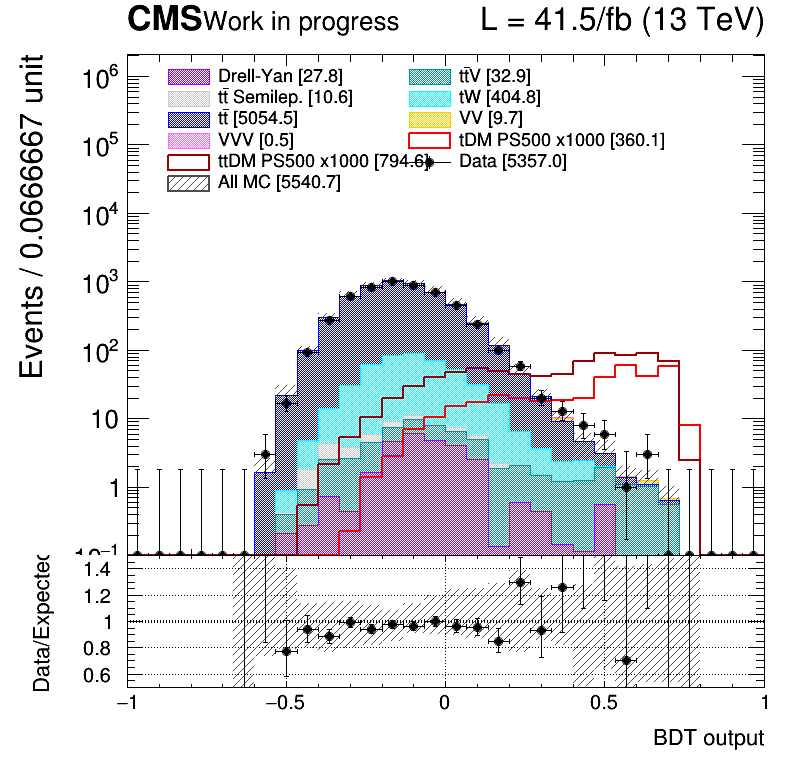 CMS Work in progress L = 41.5/fb (13 TeV)
Drell-Yan [27.8] tt̄V [32.9]
tt̄ Semilep. [10.6] tW [404.8]
tt̄ [5054.5] VV [9.7]
VVV [0.5] tDM PS500 x1000 [360.1]
ttDM PS500 x1000 [794.6] Data [5357.0]
All MC [5540.7]
Events / 0.0666667 unit
10⁶
10⁵
10⁴
10³
10²
10
1
10⁻¹
Data/Expected
1.4
1.2
1
0.8
0.6
−1 −0.5 0 0.5 1
BDT output